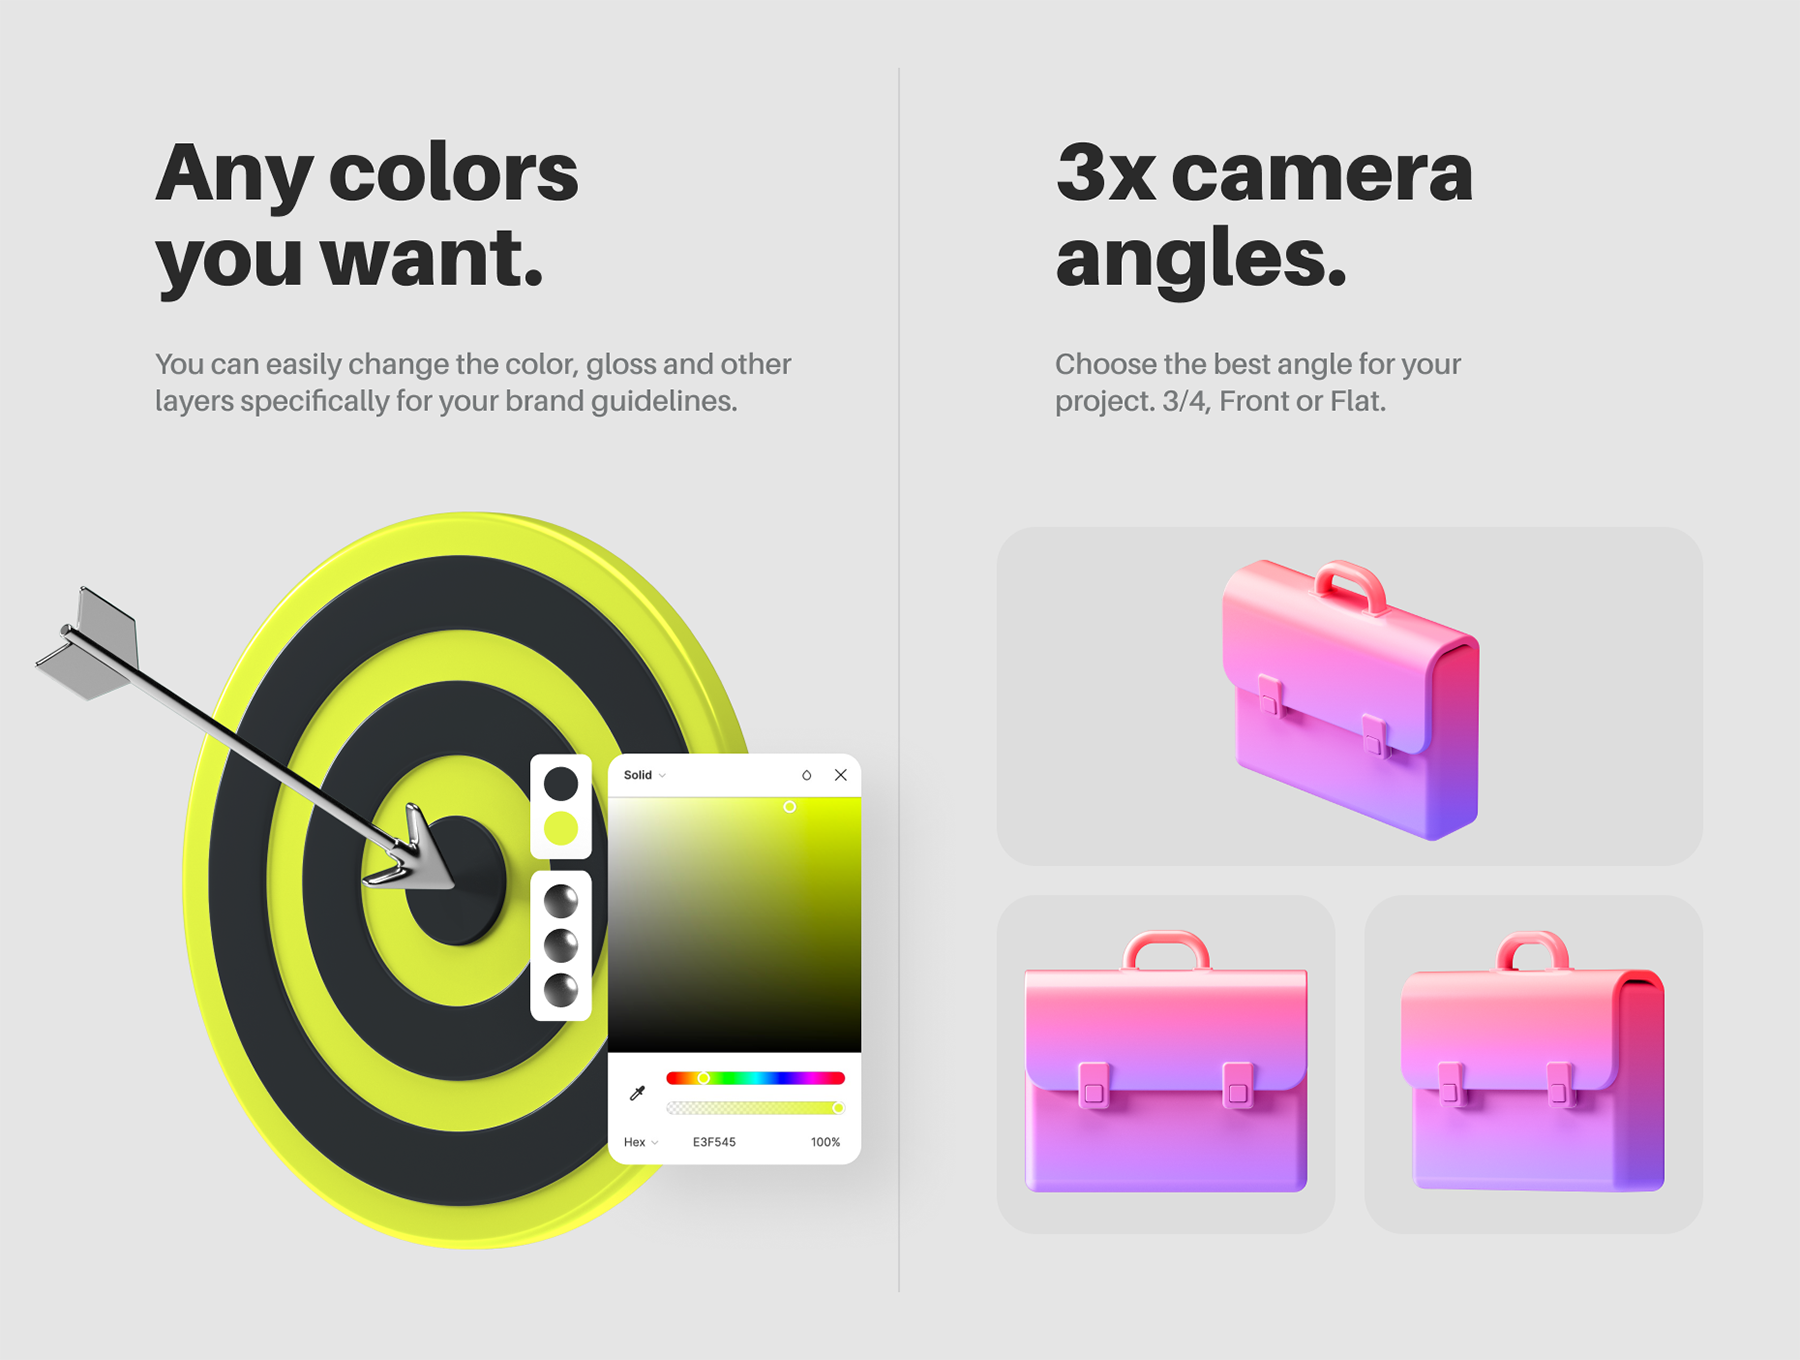 Any colors
you want.
You can easily change the color, gloss and other
layers specifically for your brand guidelines.
Solid
Hex E3F545 100%
3x camera
angles.
Choose the best angle for your
project. 3/4, Front or Flat.